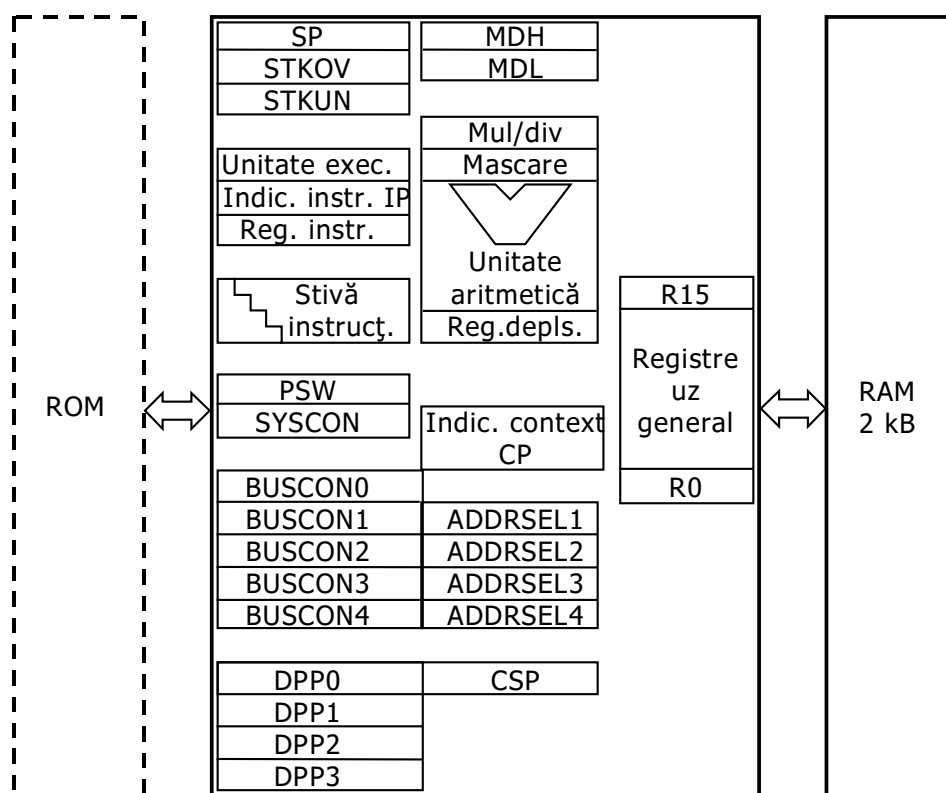 ROM
SP
STKOV
STKUN
Unitate exec.
Indic. instr. IP
Reg. instr.
Stivă
instrucţ.
PSW
SYSCON
BUSCON0
BUSCON1
BUSCON2
BUSCON3
BUSCON4
DPP0
DPP1
DPP2
DPP3
MDH
MDL
Mul/div
Mascare
Unitate
aritmetică
Reg.depls.
Indic. context
CP
ADDRSEL1
ADDRSEL2
ADDRSEL3
ADDRSEL4
CSP
R15
Registre
uz
general
R0
RAM
2 kB